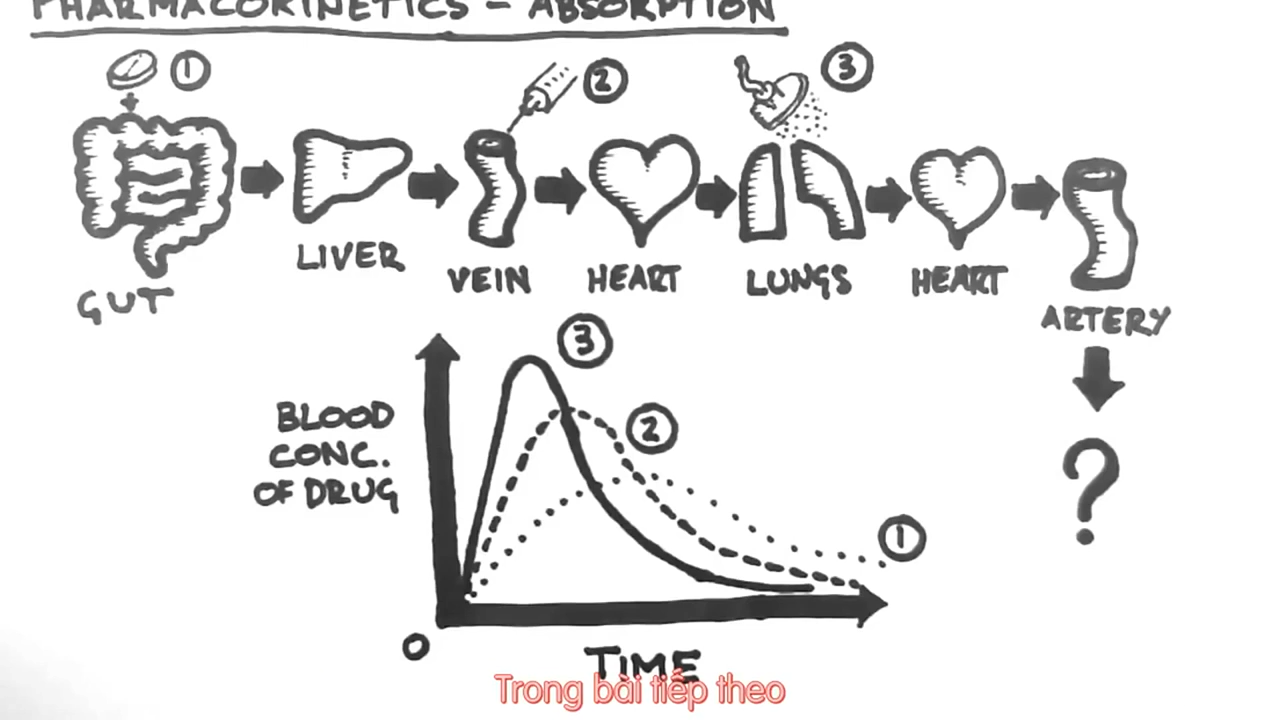 PHARMACOKINETICS - ABSORPTION
1
2
3
GUT
LIVER
VEIN
HEART
LUNGS
HEART
ARTERY
?
BLOOD
CONC.
OF DRUG
3
2
1
0
TIME
Trong bài tiếp theo